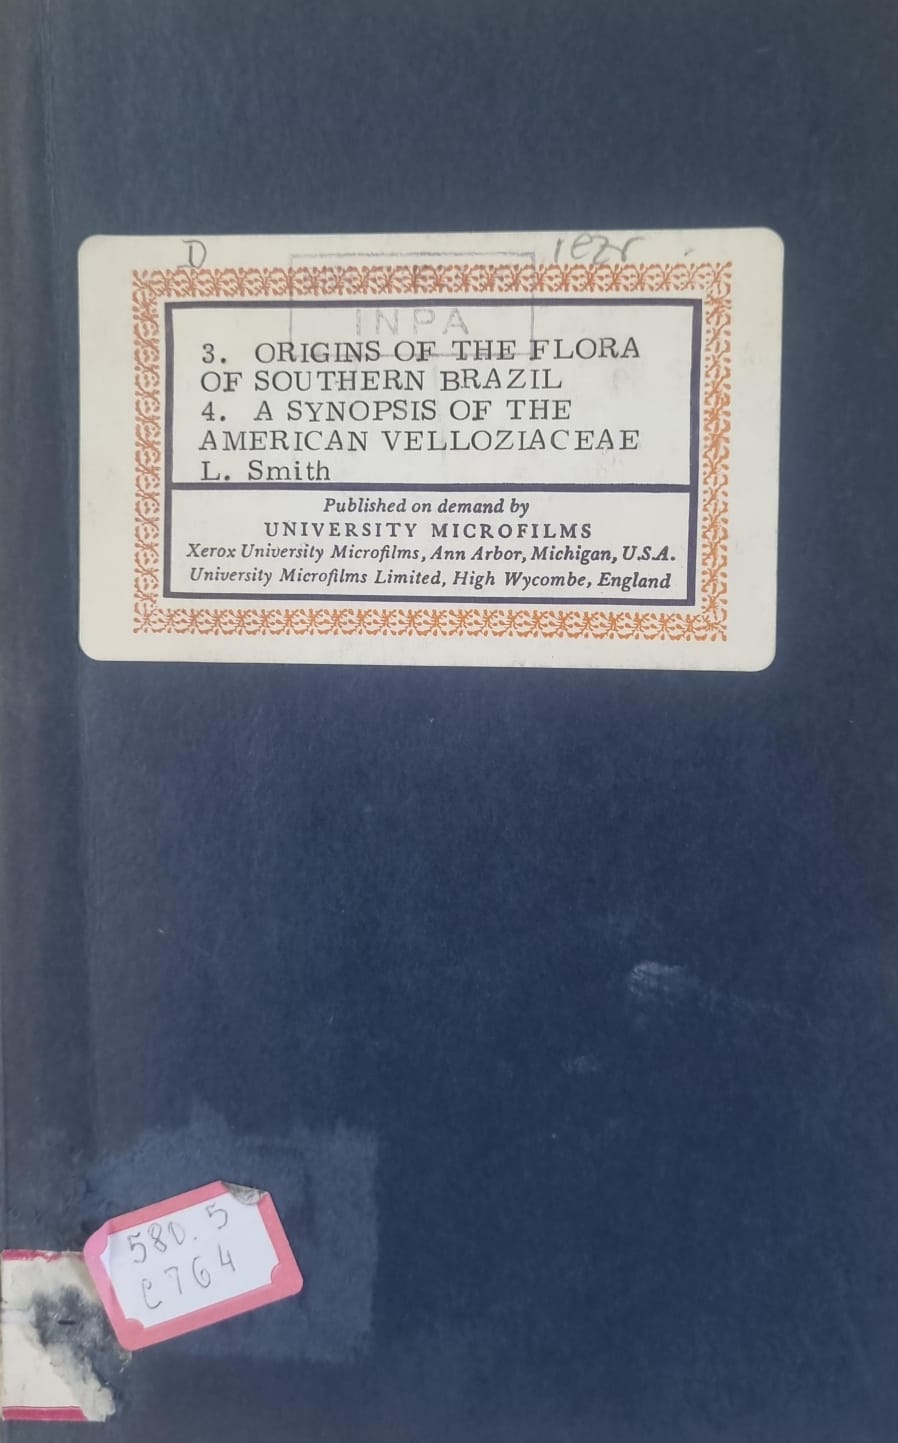 D
INPA
3. ORIGINS OF THE FLORA
OF SOUTHERN BRAZIL
4. A SYNOPSIS OF THE
AMERICAN VELLOZIACEAE
L. Smith
Published on demand by
UNIVERSITY MICROFILMS
Xerox University Microfilms, Ann Arbor, Michigan, U.S.A.
University Microfilms Limited, High Wycombe, England
580.5
C764